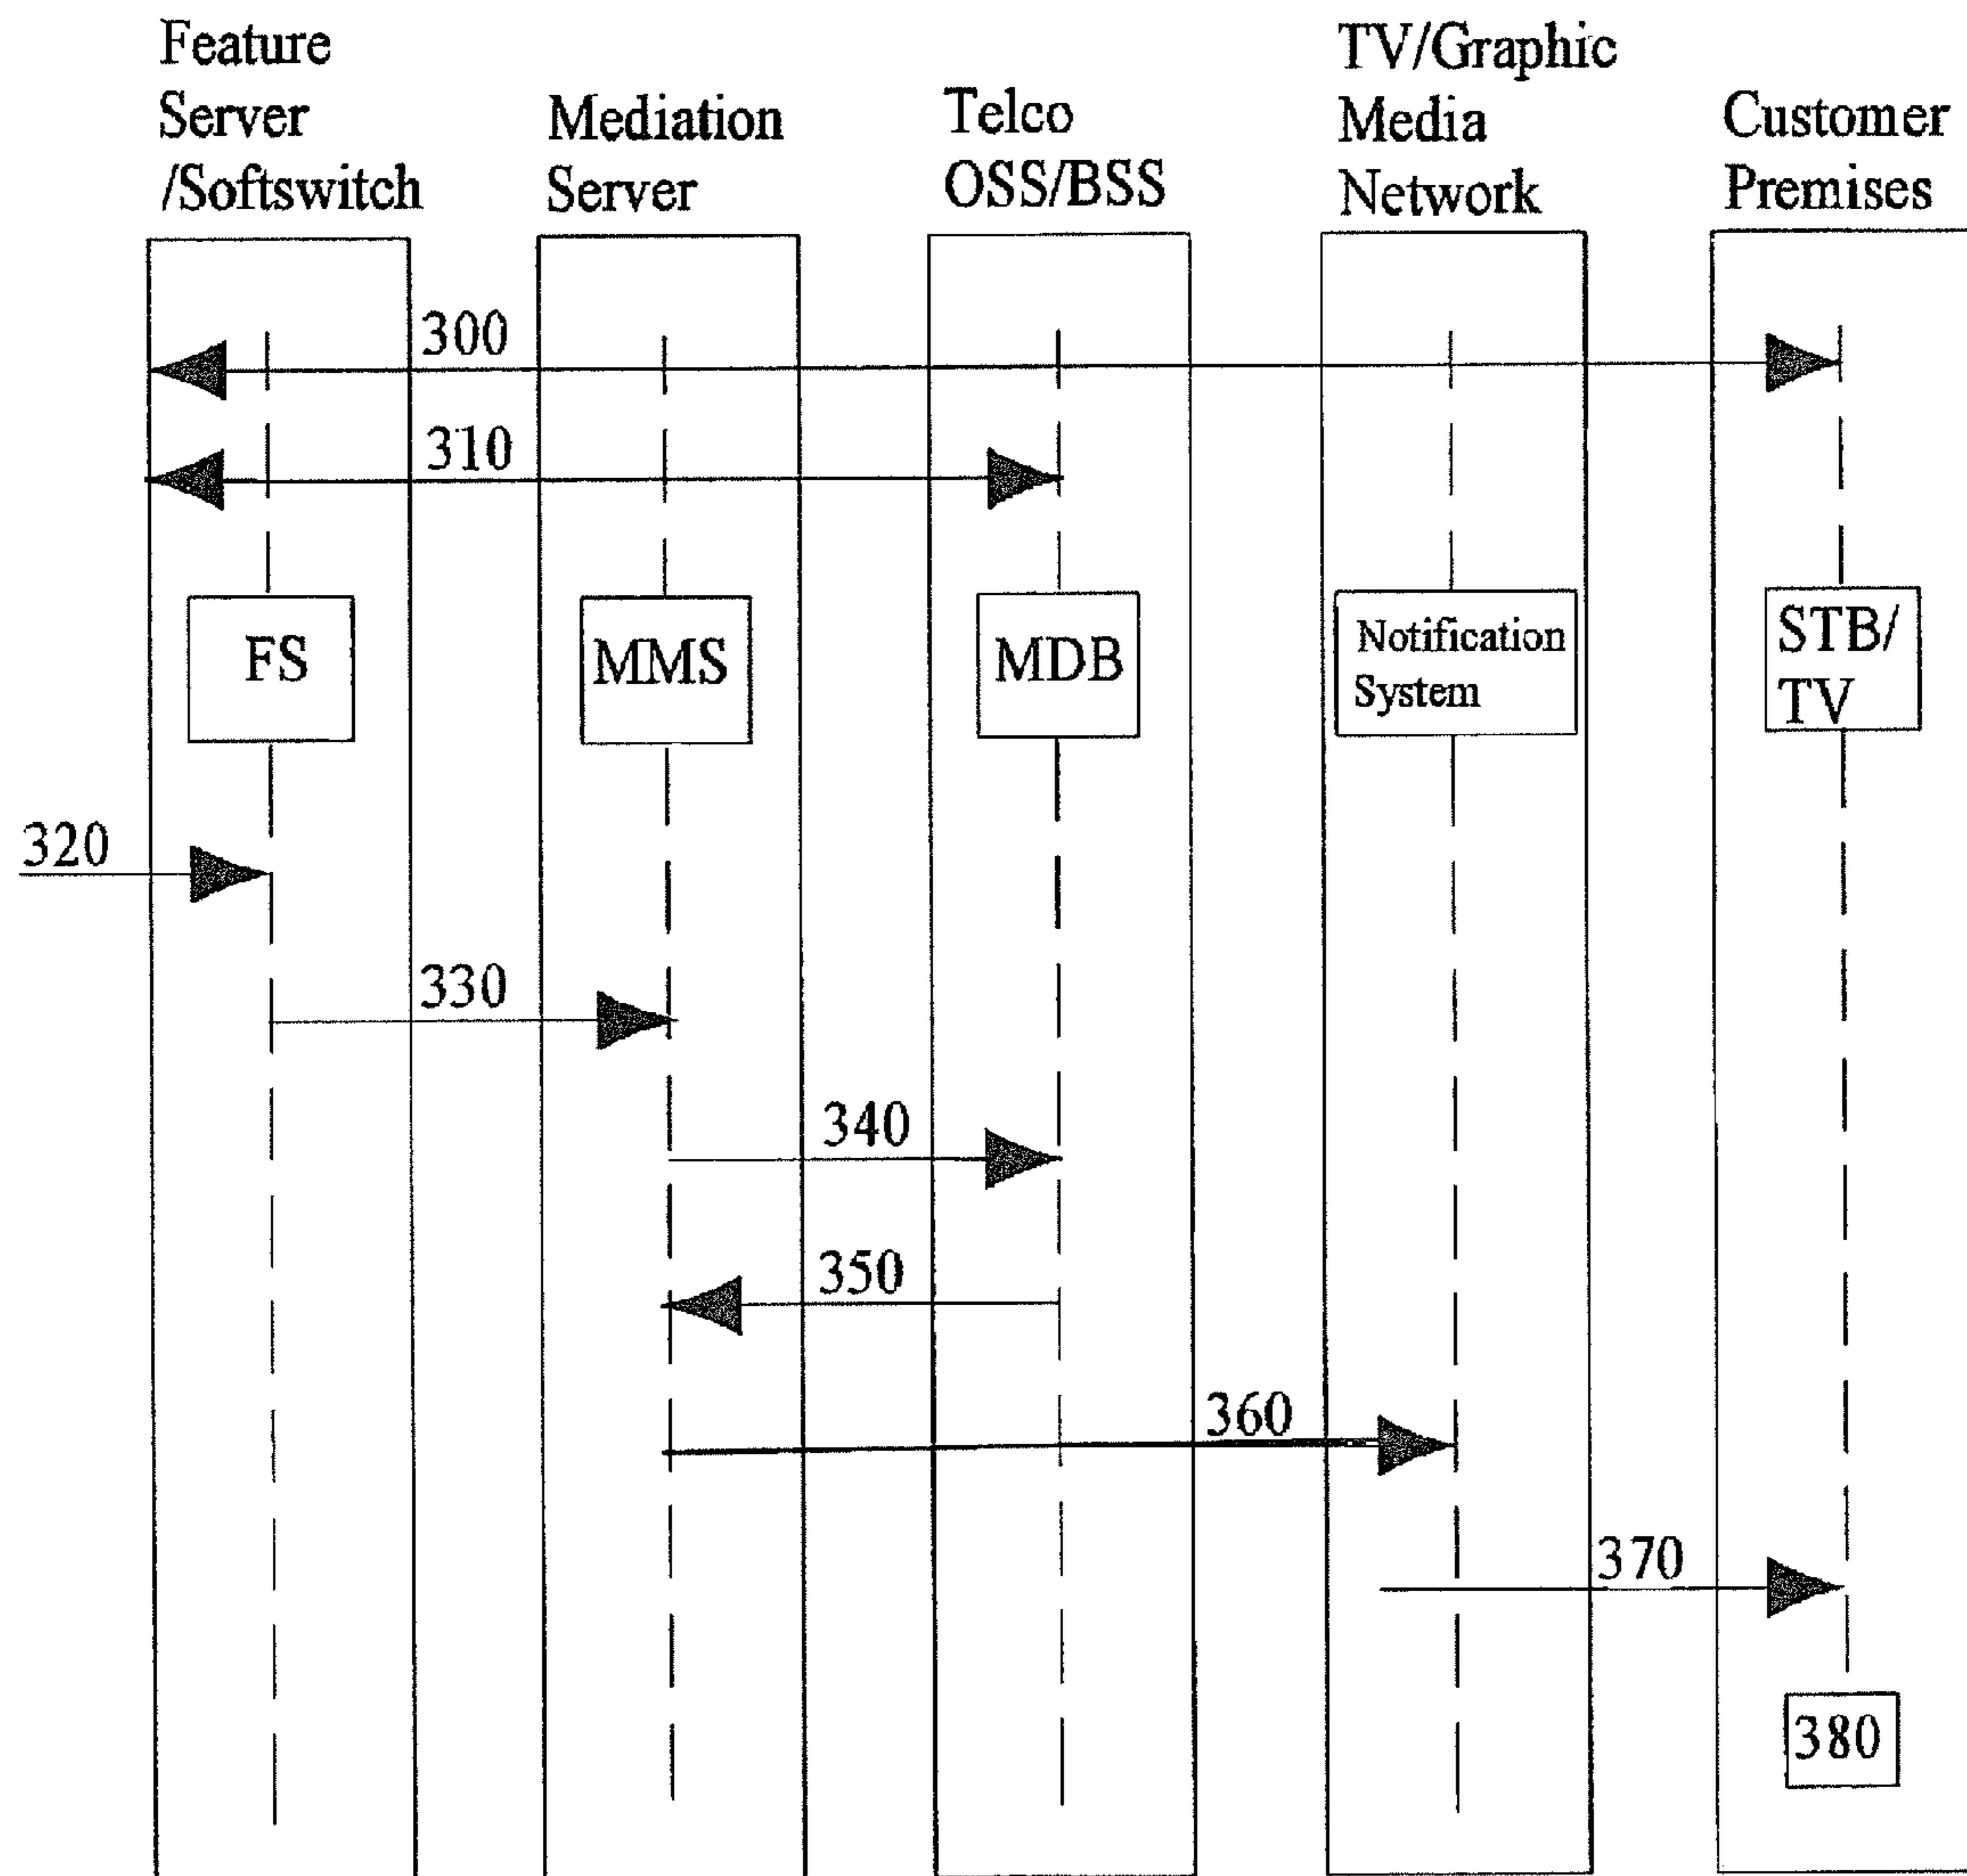 Feature
Server
/Softswitch
Mediation
Server
Telco
OSS/BSS
TV/Graphic
Media
Network
Customer
Premises
300
310
FS
MMS
MDB
Notification
System
STB/
TV
320
330
340
350
360
370
380